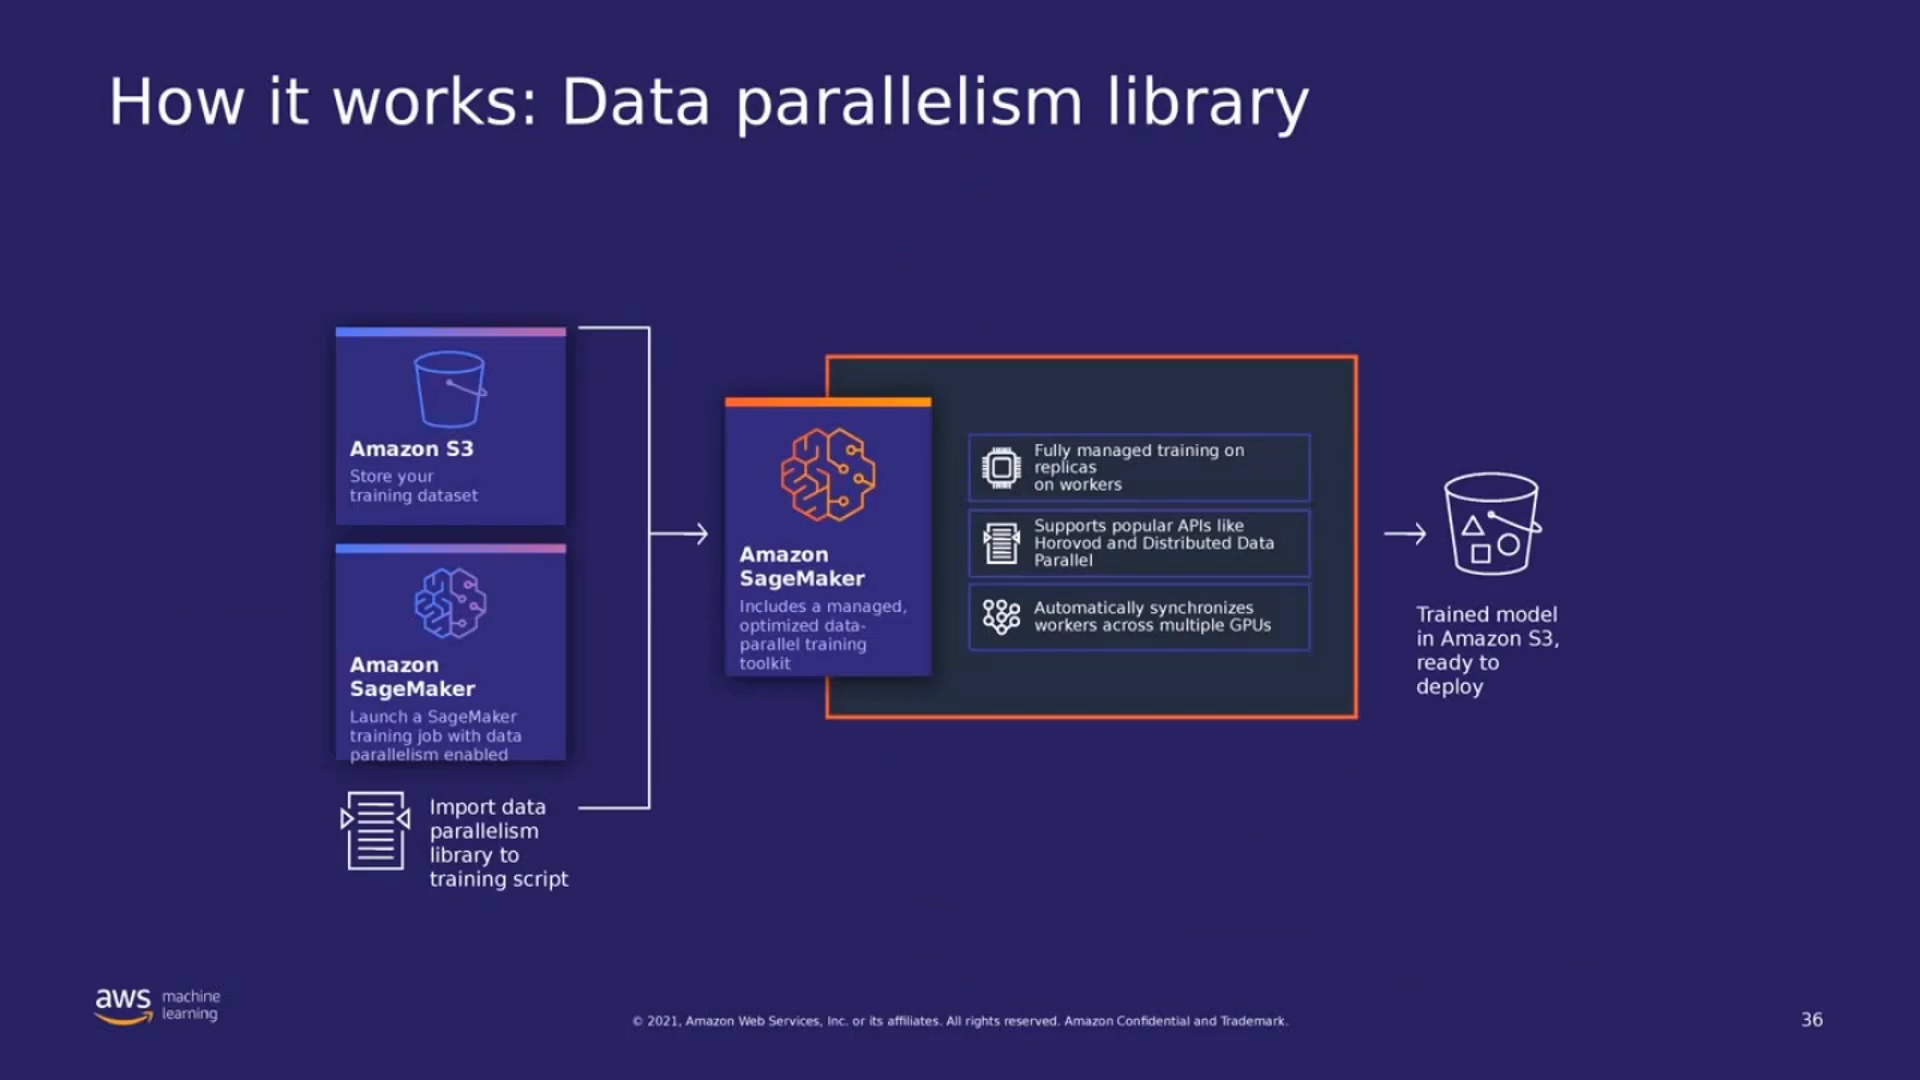 How it works: Data parallelism library
Amazon S3
Store your
training dataset
Amazon
SageMaker
Launch a SageMaker
training job with data
parallelism enabled
Import data
parallelism
library to
training script
Amazon
SageMaker
Includes a managed,
optimized data-
parallel training
toolkit
Fully managed training on
replicas
on workers
Supports popular APIs like
Horovod and Distributed Data
Parallel
Automatically synchronizes
workers across multiple GPUs
Trained model
in Amazon S3,
ready to
deploy
aws machine
learning
© 2021, Amazon Web Services, Inc. or its affiliates. All rights reserved. Amazon Confidential and Trademark.
36